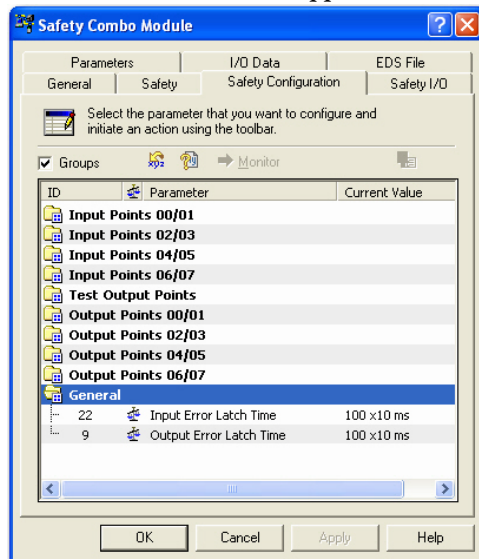 Safety Combo Module
Parameters I/O Data EDS File
General Safety Safety Configuration Safety I/O
Select the parameter that you want to configure and
initiate an action using the toolbar.
Groups Monitor
ID Parameter Current Value
Input Points 00/01
Input Points 02/03
Input Points 04/05
Input Points 06/07
Test Output Points
Output Points 00/01
Output Points 02/03
Output Points 04/05
Output Points 06/07
General
22 Input Error Latch Time 100 x10 ms
9 Output Error Latch Time 100 x10 ms
OK Cancel Apply Help